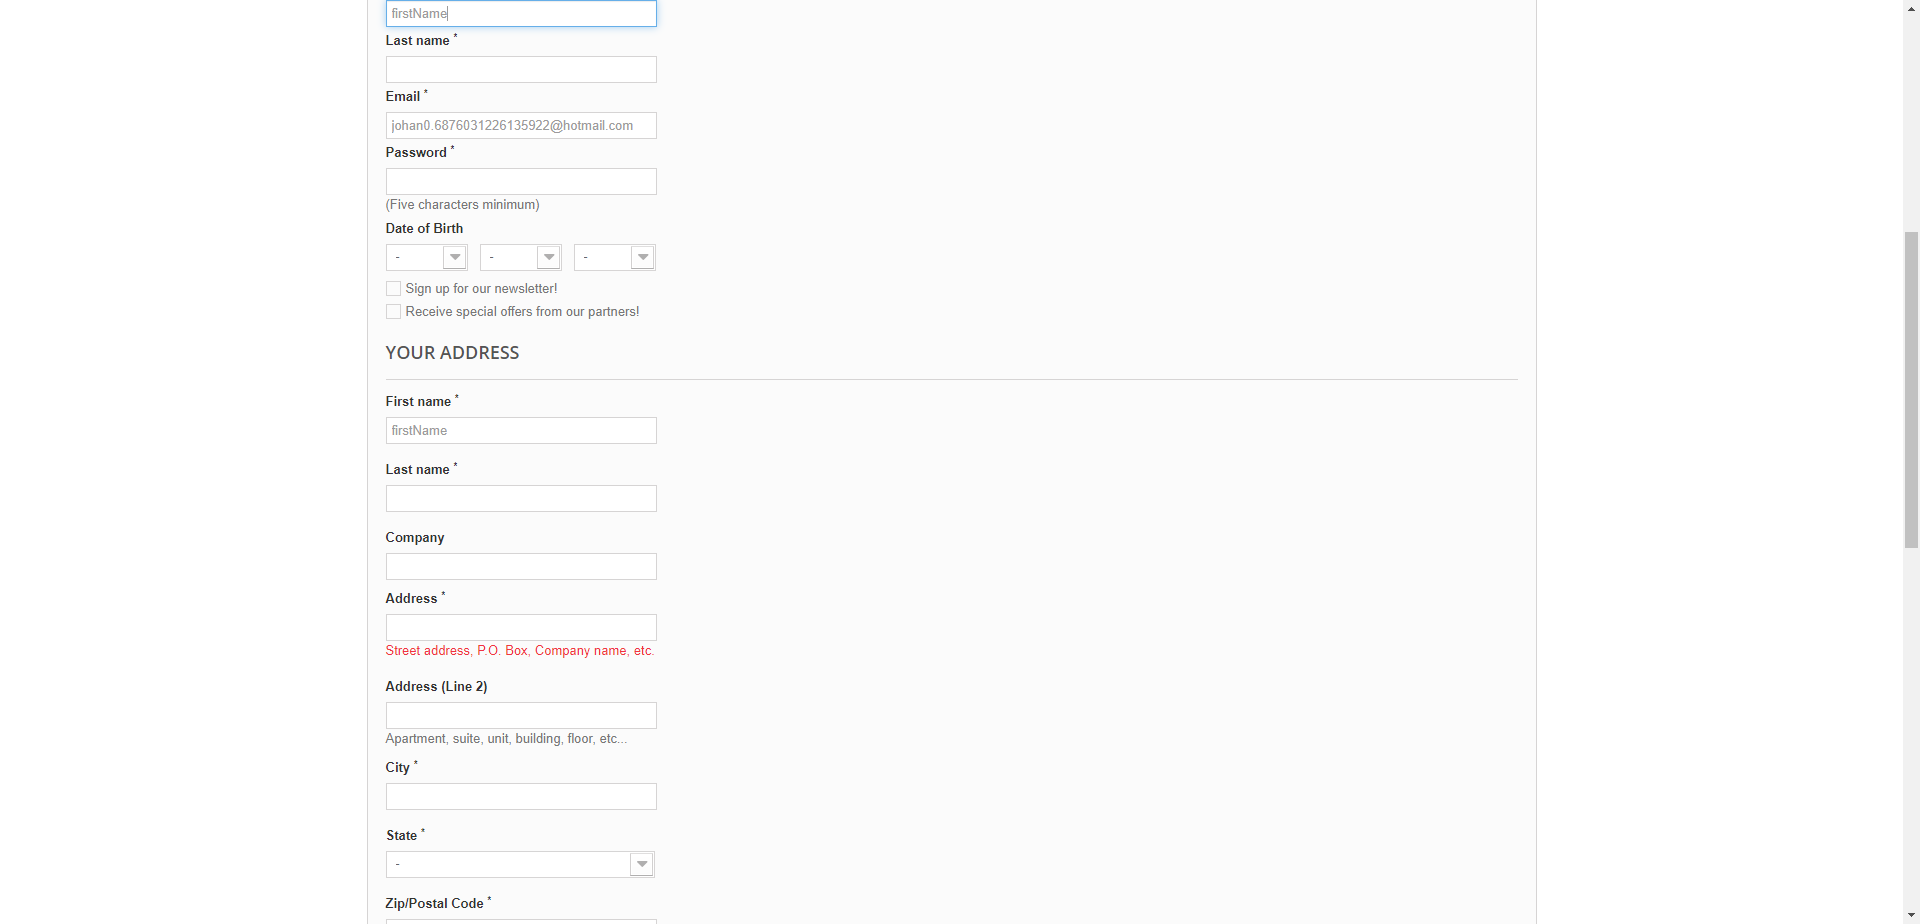 firstName
Last name *
Email *
johan0.6876031226135922@hotmail.com
Password *
(Five characters minimum)
Date of Birth
- - -
Sign up for our newsletter!
Receive special offers from our partners!
YOUR ADDRESS
First name *
firstName
Last name *
Company
Address *
Street address, P.O. Box, Company name, etc.
Address (Line 2)
Apartment, suite, unit, building, floor, etc...
City *
State *
-
Zip/Postal Code *